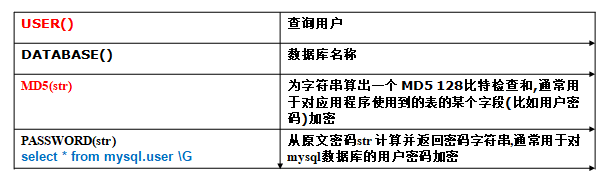 USER()
查询用户
DATABASE()
数据库名称
MD5(str)
为字符串算出一个 MD5 128比特检查和,通常用
于对应用程序使用到的表的某个字段(比如用户密
码)加密
PASSWORD(str)
select * from mysql.user \G
从原文密码str 计算并返回密码字符串,通常用于对
mysql数据库的用户密码加密